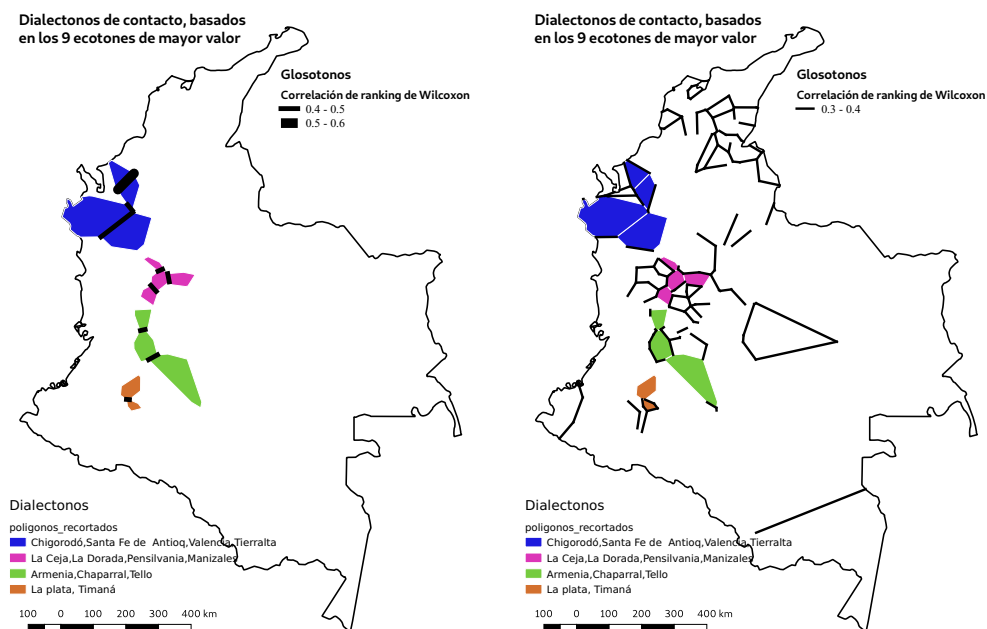 Dialectonos de contacto, basados
en los 9 ecotones de mayor valor
Glosotonos
Correlación de ranking de Wilcoxon
0.4 - 0.5
0.5 - 0.6
Dialectonos
poligonos_recortados
Chigorodó,Santa Fe de Antioq,Valencia,Tierralta
La Ceja,La Dorada,Pensilvania,Manizales
Armenia,Chaparral,Tello
La plata, Timaná
100 0 100 200 300 400 km
Dialectonos de contacto, basados
en los 9 ecotones de mayor valor
Glosotonos
Correlación de ranking de Wilcoxon
0.3 - 0.4
Dialectonos
poligonos_recortados
Chigorodó,Santa Fe de Antioq,Valencia,Tierralta
La Ceja,La Dorada,Pensilvania,Manizales
Armenia,Chaparral,Tello
La plata, Timaná
100 0 100 200 300 400 km